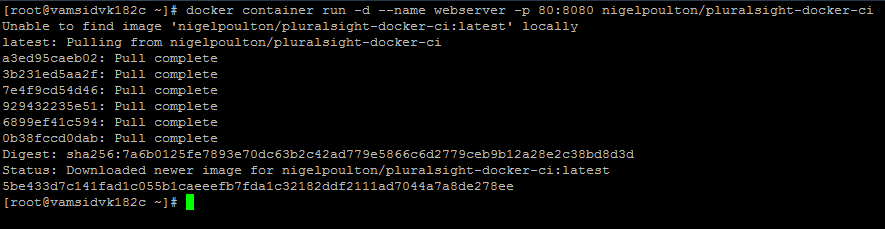 [root@vamsidvk182c ~]# docker container run -d --name webserver -p 80:8080 nigelpoulton/pluralsight-docker-ci
Unable to find image 'nigelpoulton/pluralsight-docker-ci:latest' locally
latest: Pulling from nigelpoulton/pluralsight-docker-ci
a3ed95caeb02: Pull complete
3b231ed5aa2f: Pull complete
7e4f9cd54d46: Pull complete
929432235e51: Pull complete
6899ef41c594: Pull complete
0b38fccd0dab: Pull complete
Digest: sha256:7a6b0125fe7893e70dc63b2c42ad779e5866c6d2779ceb9b12a28e2c38bd8d3d
Status: Downloaded newer image for nigelpoulton/pluralsight-docker-ci:latest
5be433d7c141fad1c055b1caeeefb7fda1c32182ddf2111ad7044a7a8de278ee
[root@vamsidvk182c ~]#